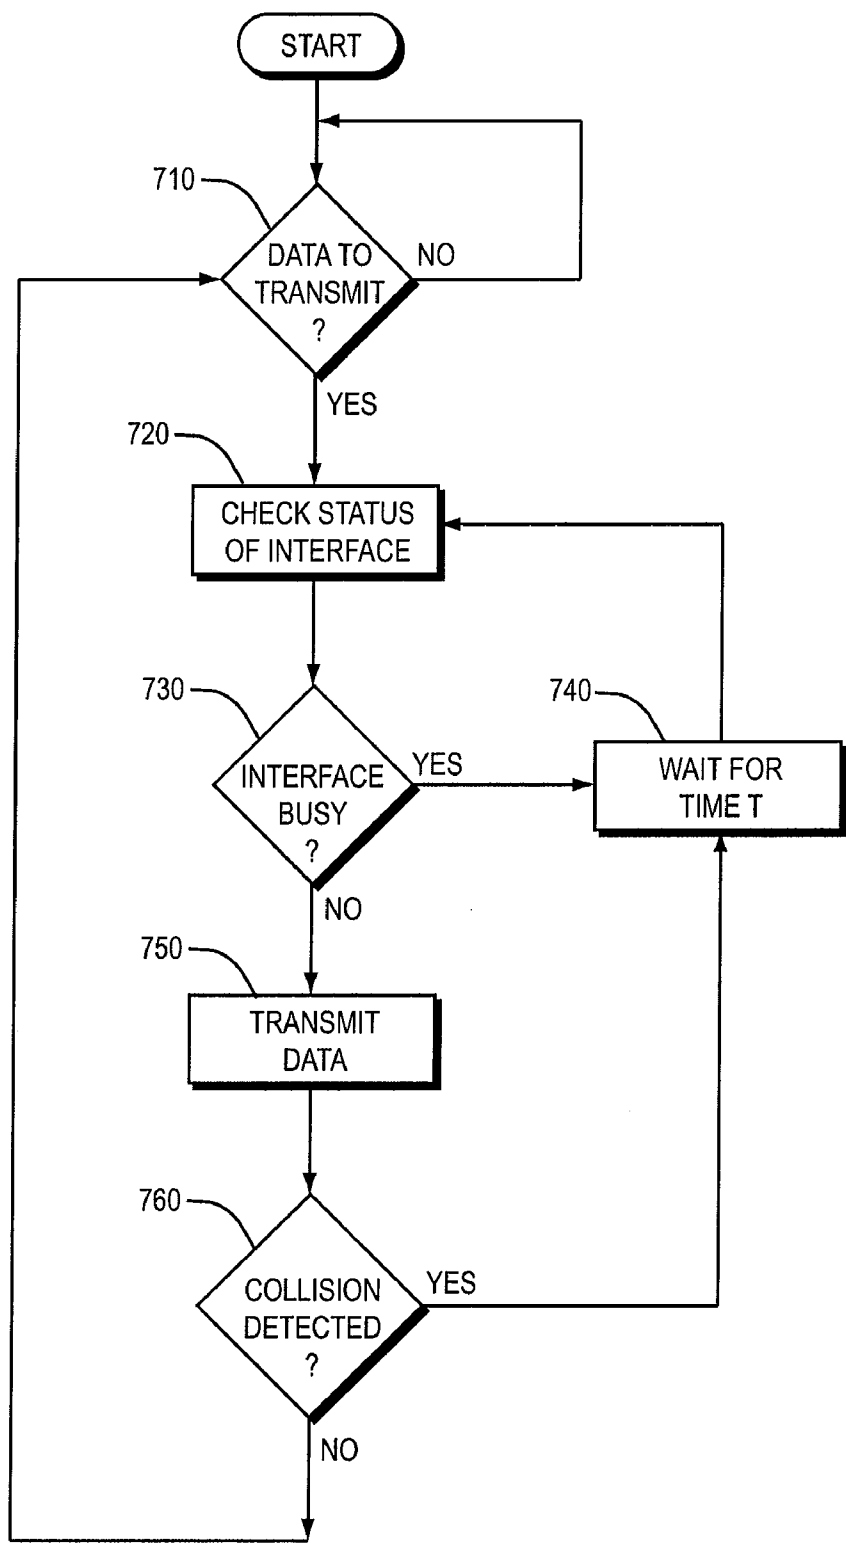 START
710
DATA TO
TRANSMIT
?
NO
YES
720
CHECK STATUS
OF INTERFACE
730
INTERFACE
BUSY
?
YES
740
WAIT FOR
TIME T
NO
750
TRANSMIT
DATA
760
COLLISION
DETECTED
?
YES
NO